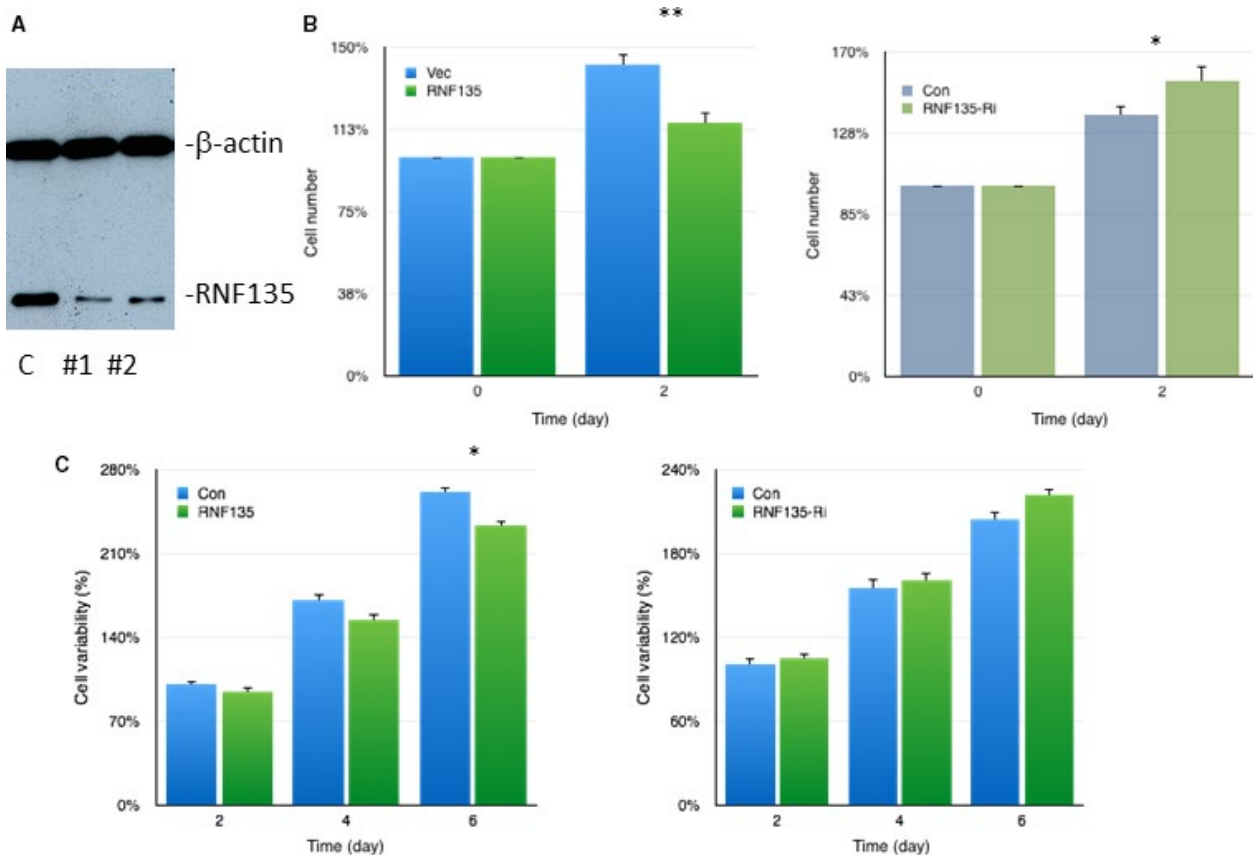 A
-β-actin
-RNF135
C #1 #2
B
**
150%
113%
75%
38%
0%
Cell number
Vec
RNF135
0 2
Time (day)
*
170%
128%
85%
43%
0%
Cell number
Con
RNF135-Ri
0 2
Time (day)
C
*
280%
210%
140%
70%
0%
Cell variability (%)
Con
RNF135
2 4 6
Time (day)
240%
180%
120%
60%
0%
Cell variability (%)
Con
RNF135-Ri
2 4 6
Time (day)